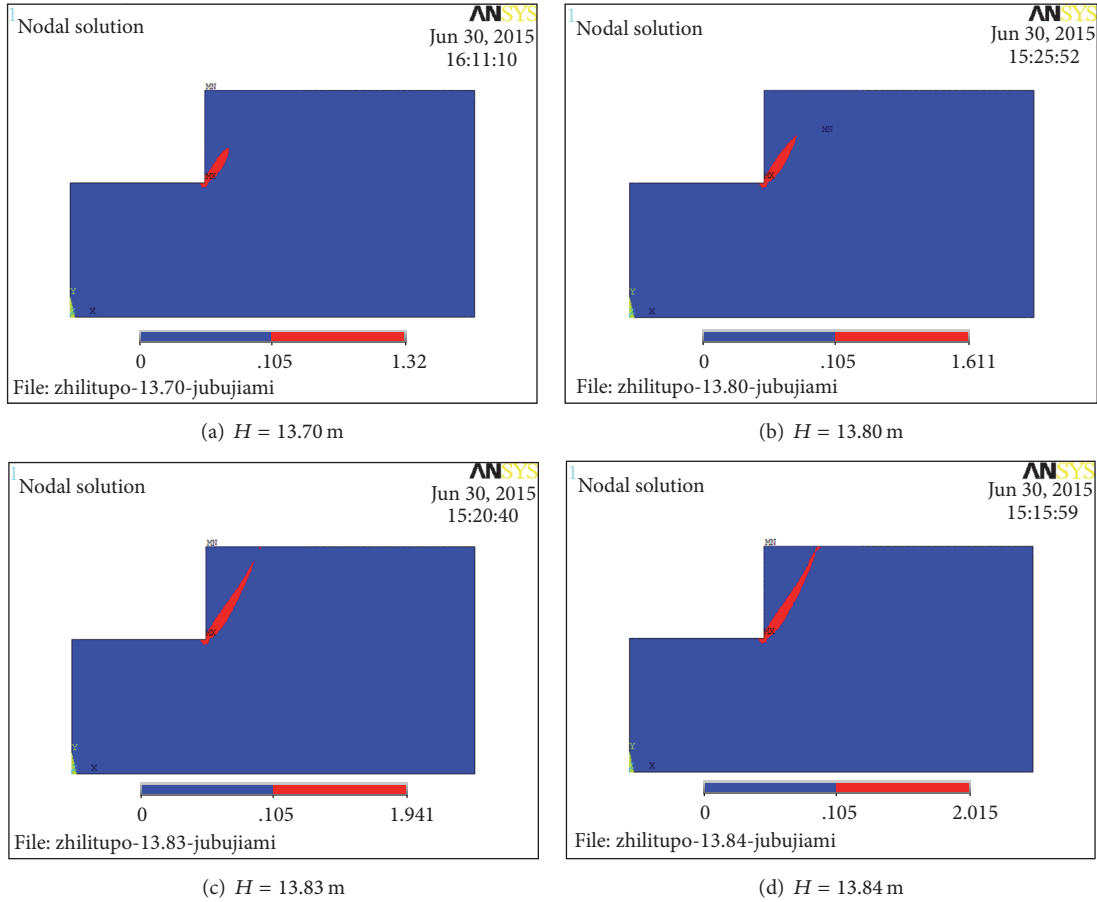 1
Nodal solution
ANSYS
Jun 30, 2015
16:11:10
MN
MX
Y
X
0 .105 1.32
File: zhilitupo-13.70-jubujiami
(a) H = 13.70 m
1
Nodal solution
ANSYS
Jun 30, 2015
15:25:52
MN
MX
Y
X
0 .105 1.611
File: zhilitupo-13.80-jubujiami
(b) H = 13.80 m
1
Nodal solution
ANSYS
Jun 30, 2015
15:20:40
MN
MX
Y
X
0 .105 1.941
File: zhilitupo-13.83-jubujiami
(c) H = 13.83 m
1
Nodal solution
ANSYS
Jun 30, 2015
15:15:59
MN
MX
Y
X
0 .105 2.015
File: zhilitupo-13.84-jubujiami
(d) H = 13.84 m